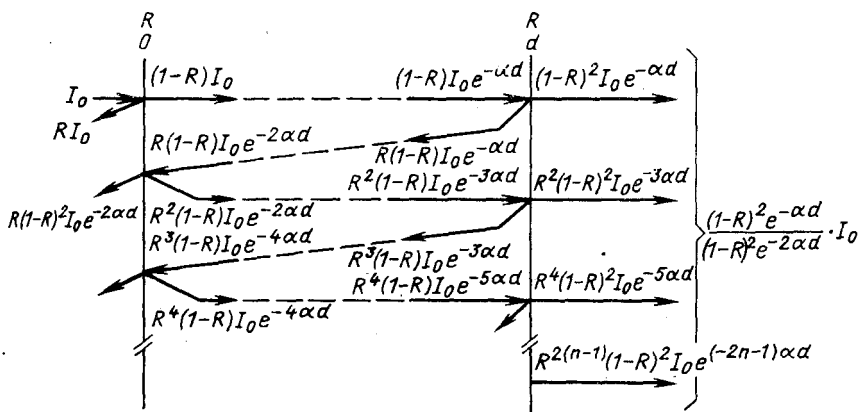 R R
0 d
(1-R)I₀ (1-R)I₀e^{-αd} (1-R)²I₀e^{-αd}
I₀
RI₀
R(1-R)I₀e^{-2αd} R(1-R)I₀e^{-αd}
R²(1-R)I₀e^{-3αd} R²(1-R)²I₀e^{-3αd}
R(1-R)²I₀e^{-2αd} R²(1-R)I₀e^{-2αd}
(1-R)²e^{-αd}
(1-R)²e^{-2αd} · I₀
R³(1-R)I₀e^{-4αd} R³(1-R)I₀e^{-3αd}
R⁴(1-R)I₀e^{-5αd} R⁴(1-R)²I₀e^{-5αd}
R⁴(1-R)I₀e^{-4αd}
R^{2(n-1)}(1-R)²I₀e^{(-2n-1)αd}